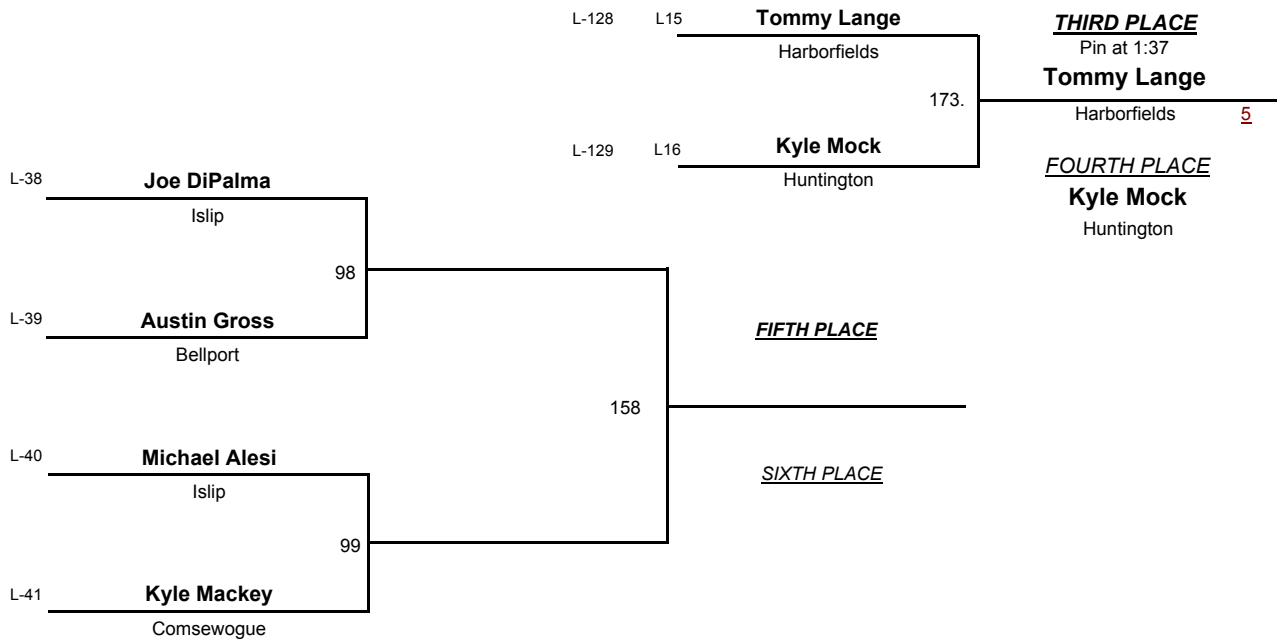 L-128 L15 Tommy Lange
Harborfields
173.
L-129 L16 Kyle Mock
Huntington
THIRD PLACE
Pin at 1:37
Tommy Lange
Harborfields 5
FOURTH PLACE
Kyle Mock
Huntington
L-38 Joe DiPalma
Islip
98
L-39 Austin Gross
Bellport
158
L-40 Michael Alesi
Islip
99
L-41 Kyle Mackey
Comsewogue
FIFTH PLACE
SIXTH PLACE